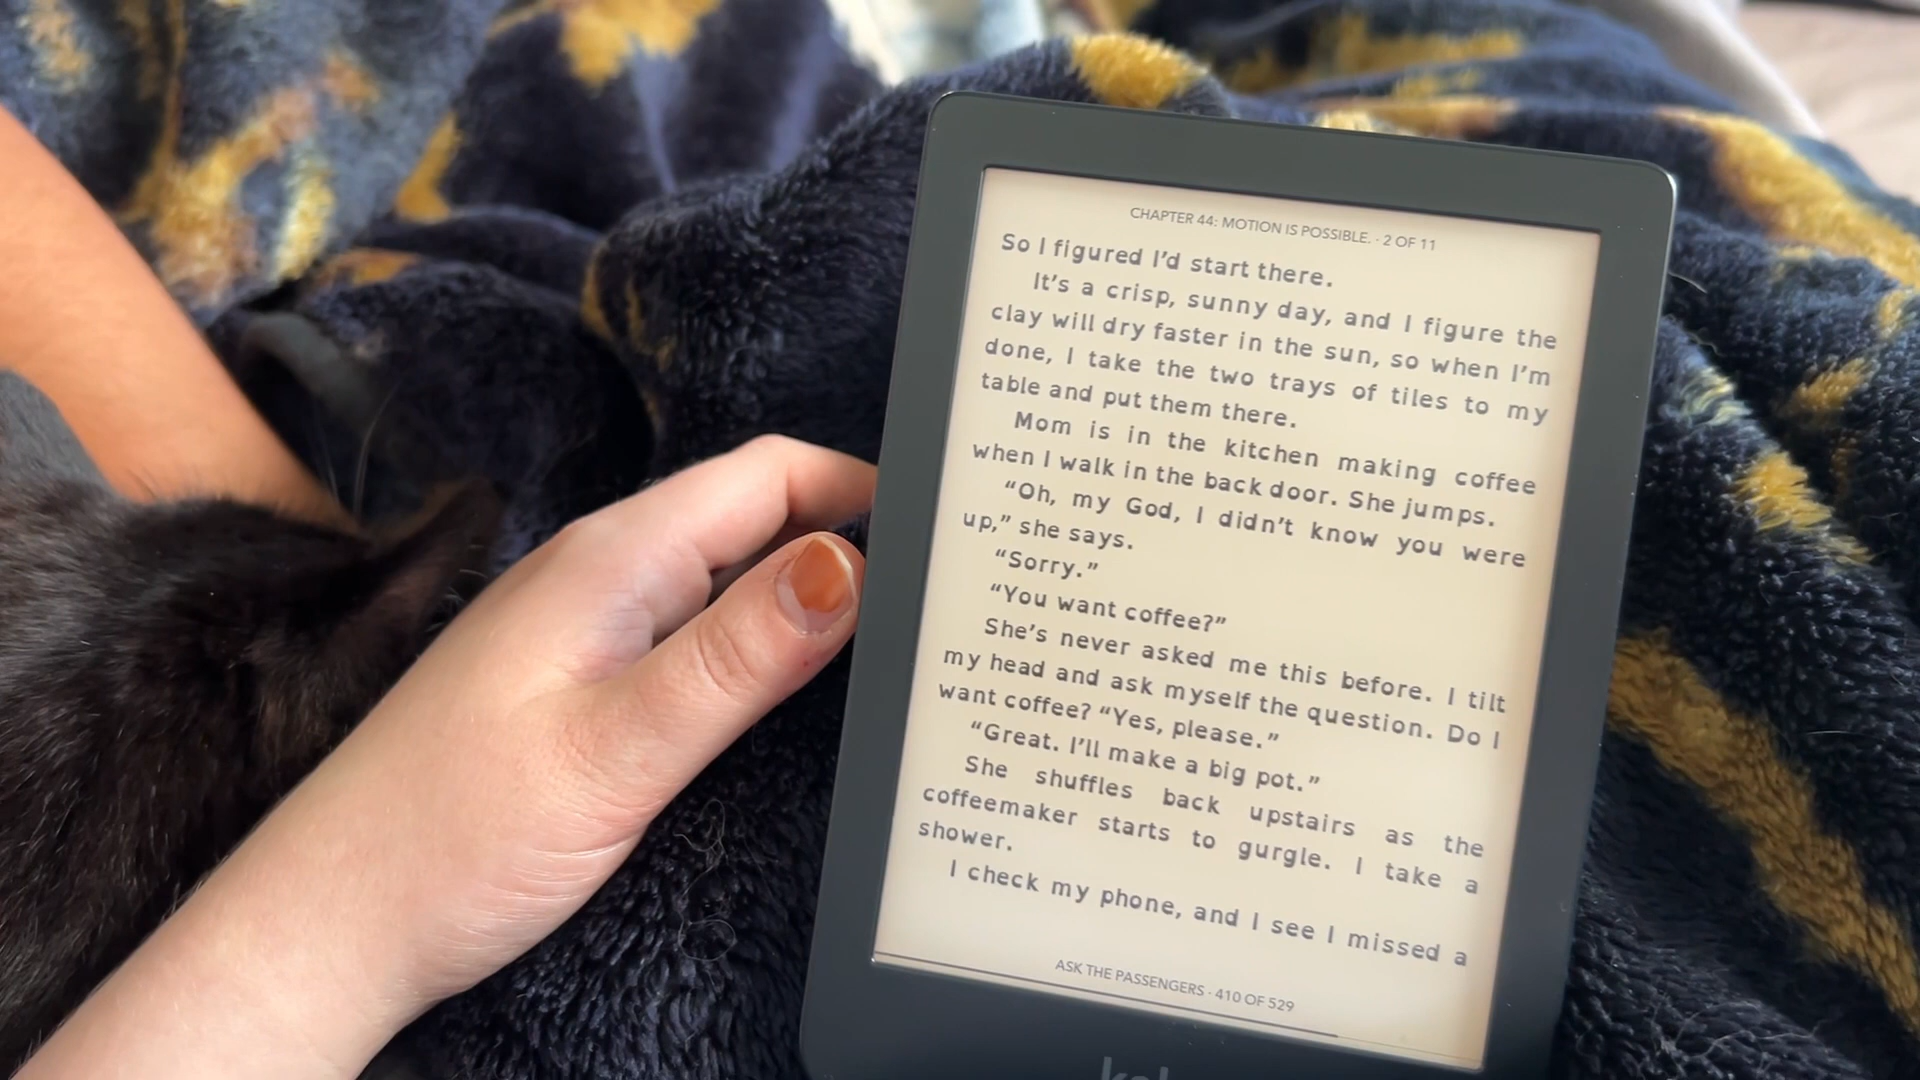 CHAPTER 44: MOTION IS POSSIBLE. · 2 OF 11
So I figured I’d start there.
It’s a crisp, sunny day, and I figure the
clay will dry faster in the sun, so when I’m
done, I take the two trays of tiles to my
table and put them there.
Mom is in the kitchen making coffee
when I walk in the back door. She jumps.
“Oh, my God, I didn’t know you were
up,” she says.
“Sorry.”
“You want coffee?”
She’s never asked me this before. I tilt
my head and ask myself the question. Do I
want coffee? “Yes, please.”
“Great. I’ll make a big pot.”
She shuffles back upstairs as the
coffeemaker starts to gurgle. I take a
shower.
I check my phone, and I see I missed a
ASK THE PASSENGERS · 410 OF 529